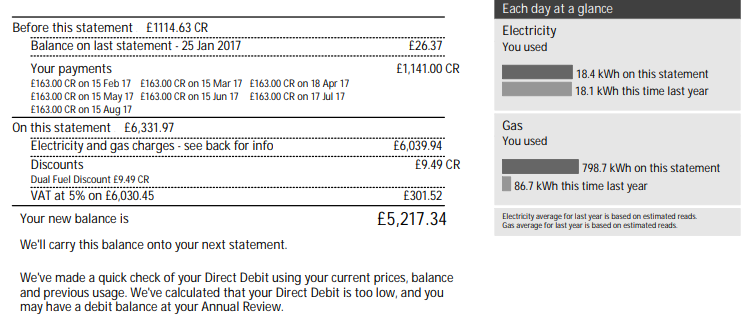 Before this statement £1114.63 CR
Balance on last statement - 25 Jan 2017 £26.37
Your payments £1,141.00 CR
£163.00 CR on 15 Feb 17 £163.00 CR on 15 Mar 17 £163.00 CR on 18 Apr 17
£163.00 CR on 15 May 17 £163.00 CR on 15 Jun 17 £163.00 CR on 17 Jul 17
£163.00 CR on 15 Aug 17
On this statement £6,331.97
Electricity and gas charges - see back for info £6,039.94
Discounts £9.49 CR
Dual Fuel Discount £9.49 CR
VAT at 5% on £6,030.45 £301.52
Your new balance is £5,217.34
We'll carry this balance onto your next statement.
We've made a quick check of your Direct Debit using your current prices, balance
and previous usage. We've calculated that your Direct Debit is too low, and you
may have a debit balance at your Annual Review.
Each day at a glance
Electricity
You used
18.4 kWh on this statement
18.1 kWh this time last year
Gas
You used
798.7 kWh on this statement
86.7 kWh this time last year
Electricity average for last year is based on estimated reads.
Gas average for last year is based on estimated reads.